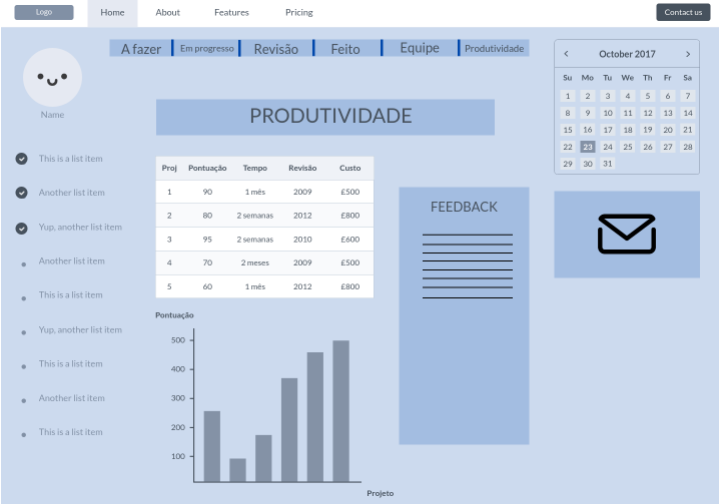 Logo Home About Features Pricing Contact us
A fazer Em progresso Revisão Feito Equipe Produtividade
Name
This is a list item
Another list item
Yup, another list item
Another list item
This is a list item
Yup, another list item
This is a list item
Another list item
This is a list item
PRODUTIVIDADE
Proj Pontuação Tempo Revisão Custo
1 90 1 mês 2009 £500
2 80 2 semanas 2012 £800
3 95 2 semanas 2010 £600
4 70 2 meses 2009 £500
5 60 1 mês 2012 £800
Pontuação
500
400
300
200
100
Projeto
FEEDBACK
< October 2017 >
Su Mo Tu We Th Fr Sa
1 2 3 4 5 6 7
8 9 10 11 12 13 14
15 16 17 18 19 20 21
22 23 24 25 26 27 28
29 30 31